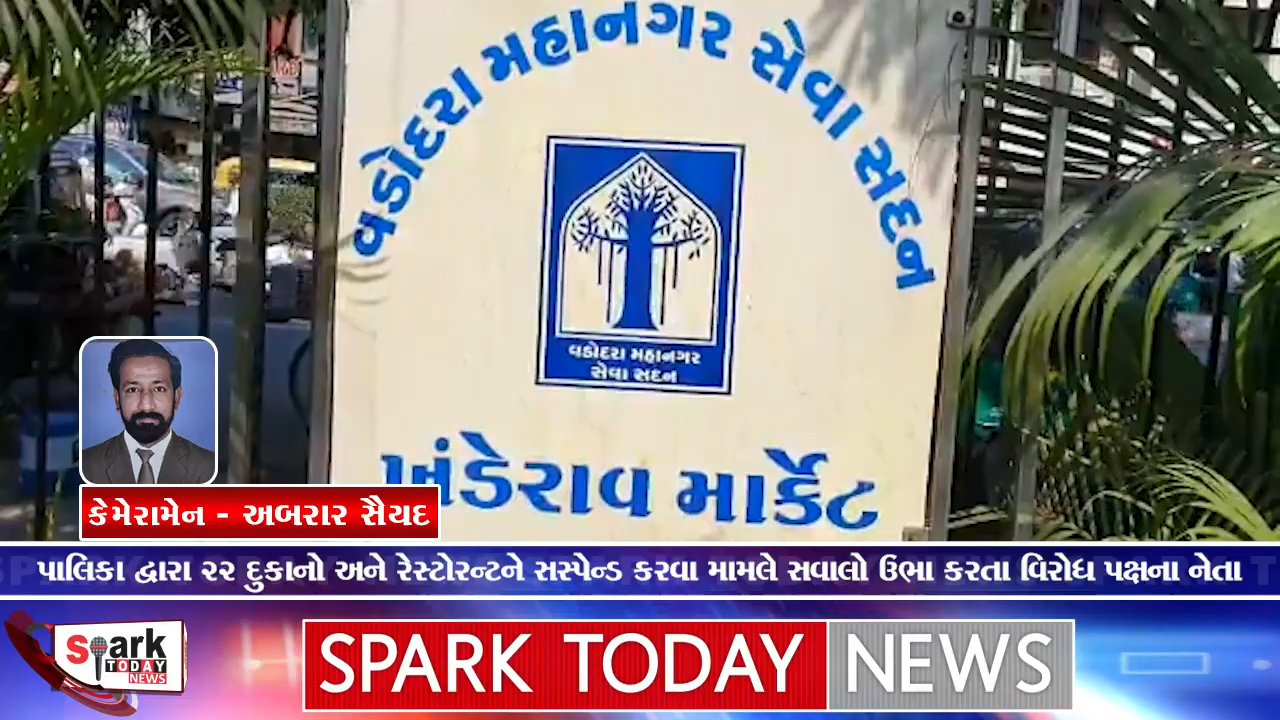 વડોદરા મહાનગર સેવા સદન
વડોદરા મહાનગર
સેવા સદન
ખંડેરાવ માર્કેટ
કેમેરામેન - અબરાર સૈયદ
પાલિકા દ્વારા ૨૨ દુકાનો અને રેસ્ટોરન્ટને સસ્પેન્ડ કરવા મામલે સવાલો ઉભા કરતા વિરોધ પક્ષના નેતા
Spark
TODAY
NEWS
SPARK TODAY NEWS